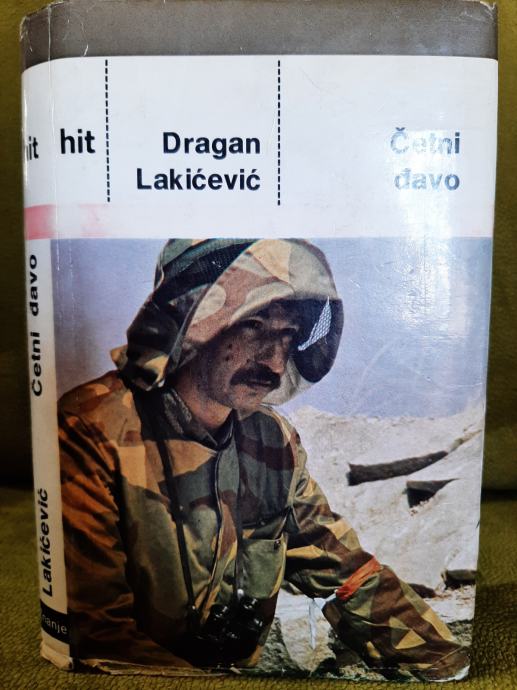 hit
Dragan
Lakićević
Četni
đavo
hit
Četni đavo
Lakićević